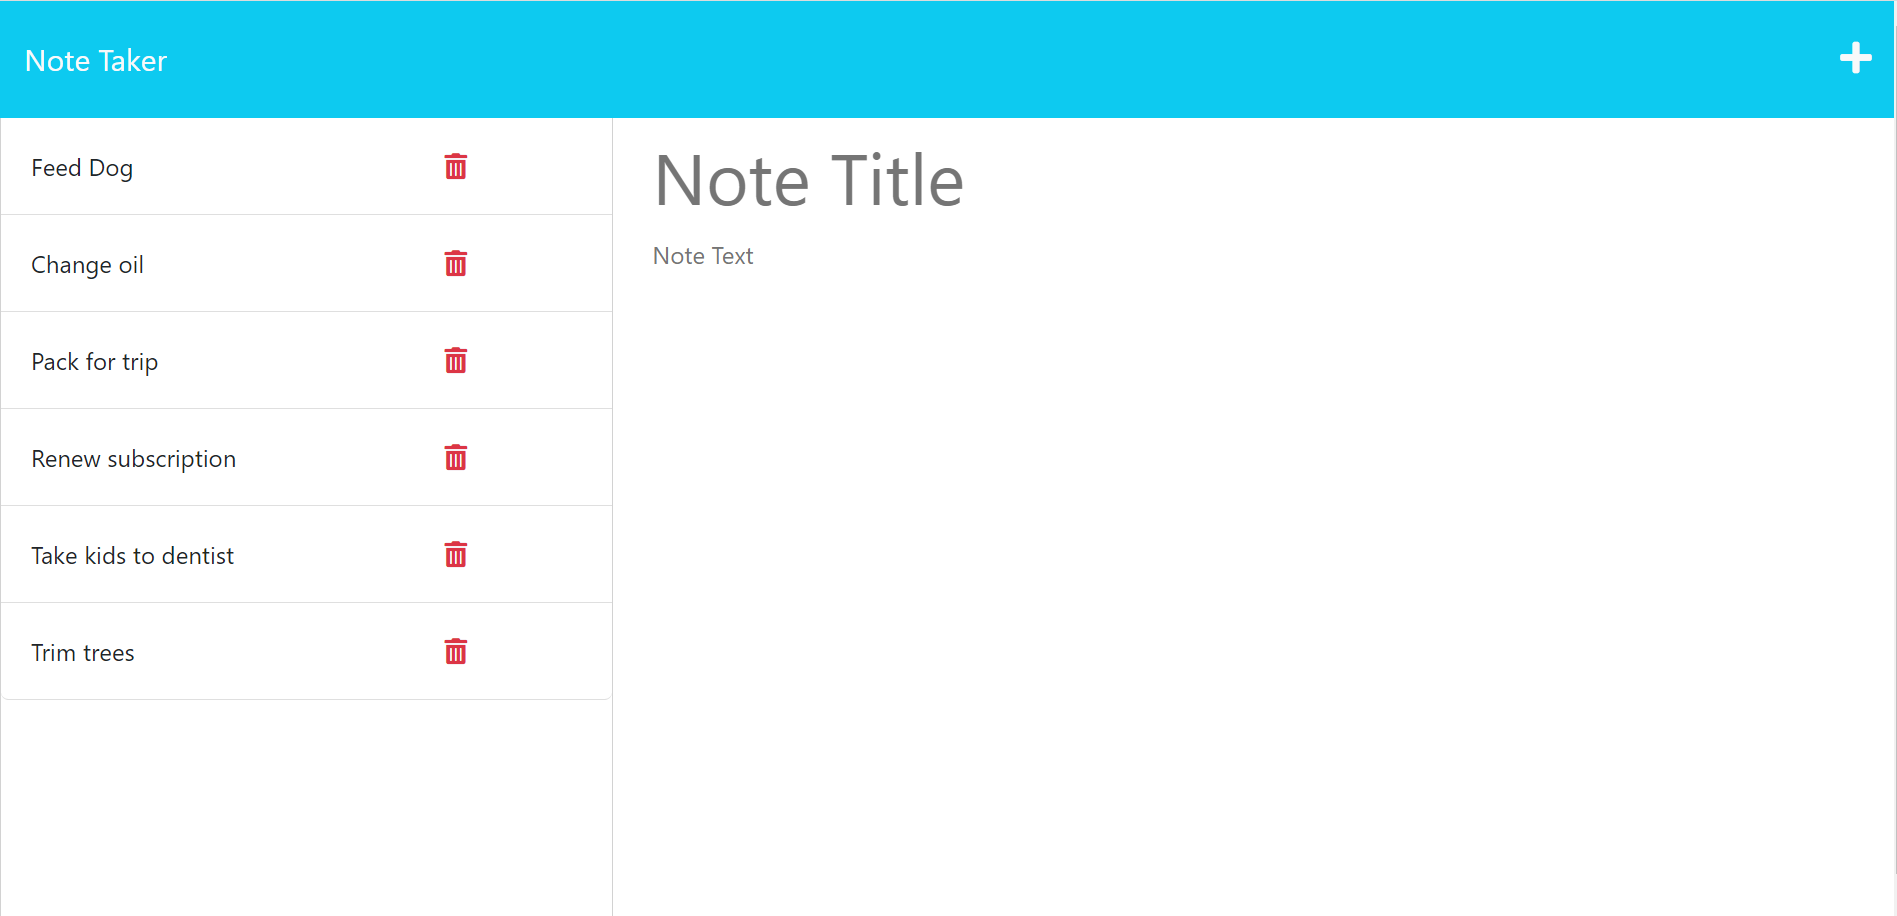 Note Taker
Feed Dog
Change oil
Pack for trip
Renew subscription
Take kids to dentist
Trim trees
Note Title
Note Text